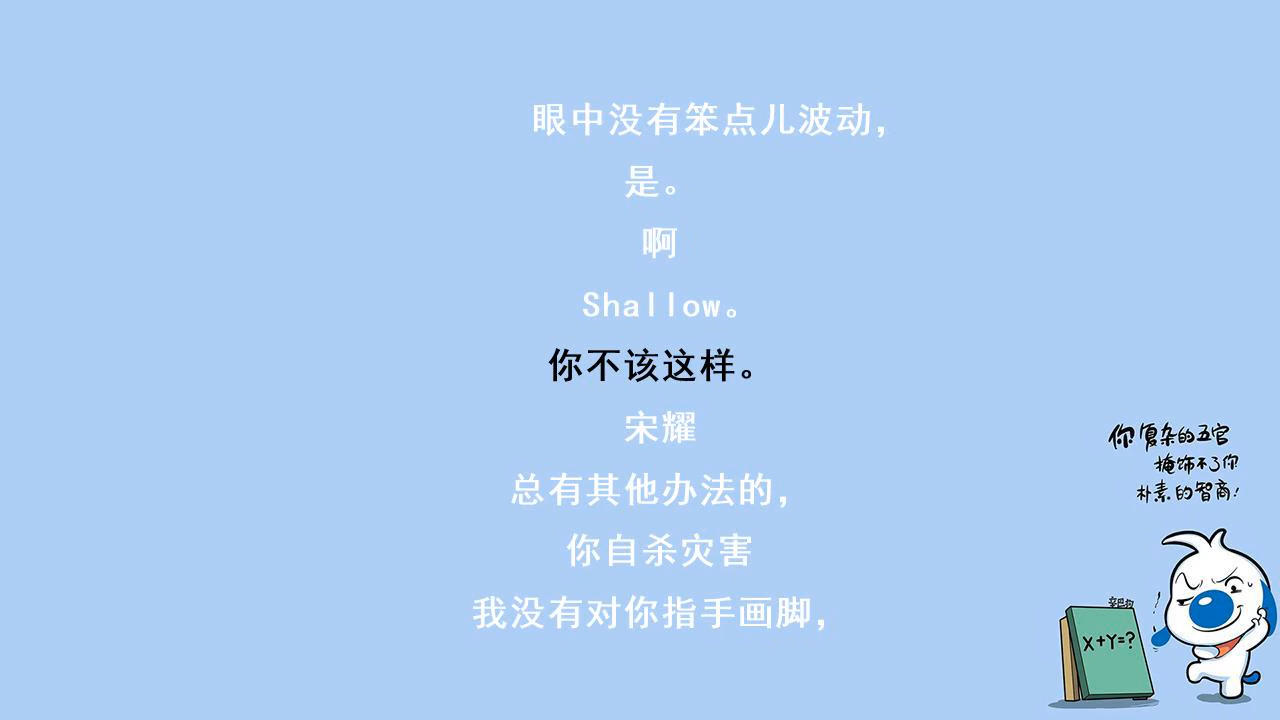 眼中没有笨点儿波动，
是。
啊
Shallow。
你不该这样。
宋耀
总有其他办法的，
你自杀灾害
我没有对你指手画脚，
你复杂的五官
掩饰不了你
朴素的智商！
X+Y=?